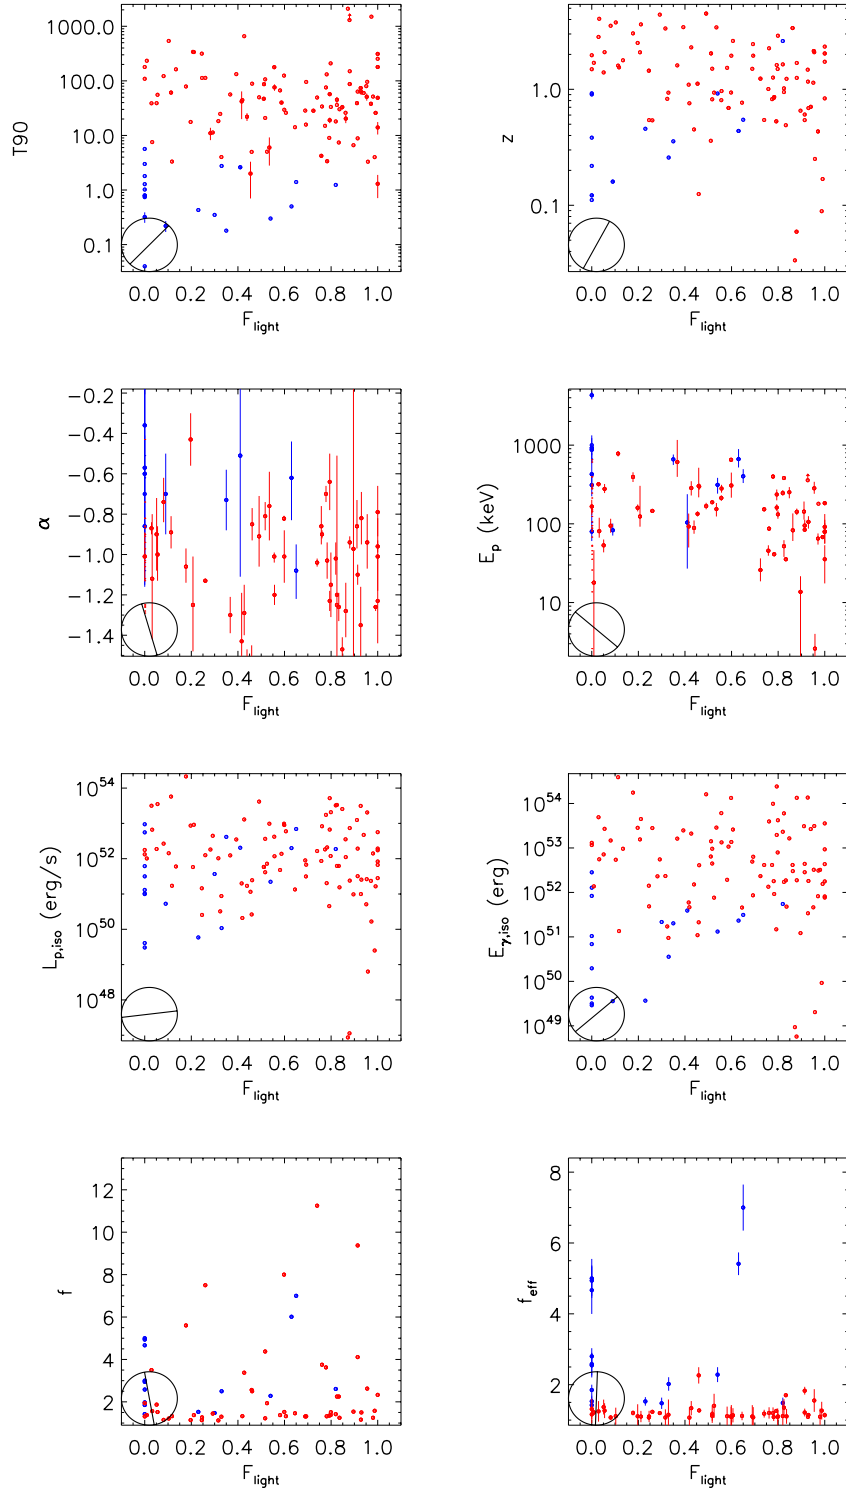 1000.0
100.0
10.0
1.0
0.1
T90
0.0 0.2 0.4 0.6 0.8 1.0
F_light
1.0
0.1
z
0.0 0.2 0.4 0.6 0.8 1.0
F_light
−0.2
−0.4
−0.6
−0.8
−1.0
−1.2
−1.4
α
0.0 0.2 0.4 0.6 0.8 1.0
F_light
1000
100
10
E_p (keV)
0.0 0.2 0.4 0.6 0.8 1.0
F_light
10^54
10^52
10^50
10^48
L_p,iso (erg/s)
0.0 0.2 0.4 0.6 0.8 1.0
F_light
10^54
10^53
10^52
10^51
10^50
10^49
E_γ,iso (erg)
0.0 0.2 0.4 0.6 0.8 1.0
F_light
12
10
8
6
4
2
f
0.0 0.2 0.4 0.6 0.8 1.0
F_light
8
6
4
2
f_eff
0.0 0.2 0.4 0.6 0.8 1.0
F_light